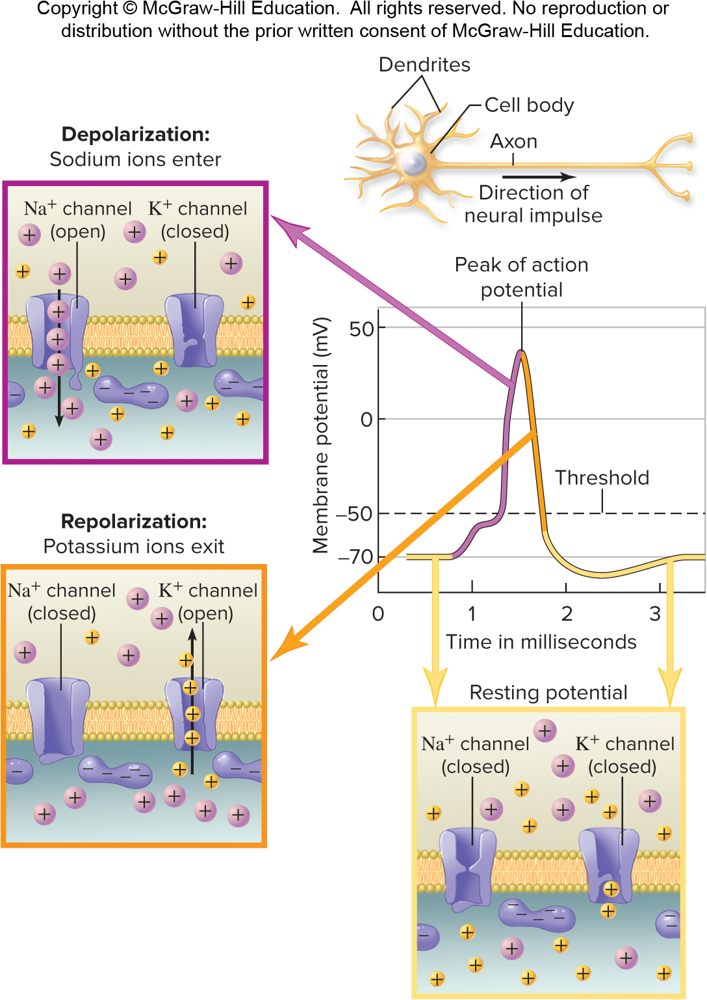 Copyright © McGraw-Hill Education.  All rights reserved. No reproduction or
distribution without the prior written consent of McGraw-Hill Education.
Dendrites
Cell body
Axon
Direction of
neural impulse
Depolarization:
Sodium ions enter
Na+ channel
(open)
K+ channel
(closed)
Peak of action
potential
Membrane potential (mV)
50
0
−50
−70
Threshold
0 1 2 3
Time in milliseconds
Repolarization:
Potassium ions exit
Na+ channel
(closed)
K+ channel
(open)
Resting potential
Na+ channel
(closed)
K+ channel
(closed)